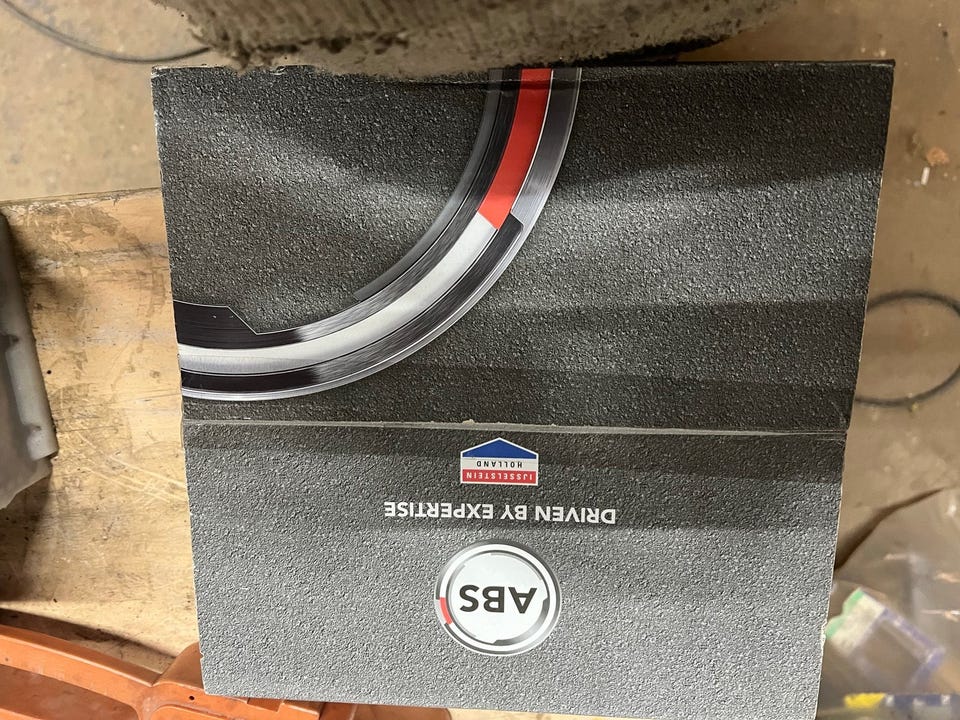 ABS
DRIVEN BY EXPERTISE
IJSSELSTEIN
HOLLAND